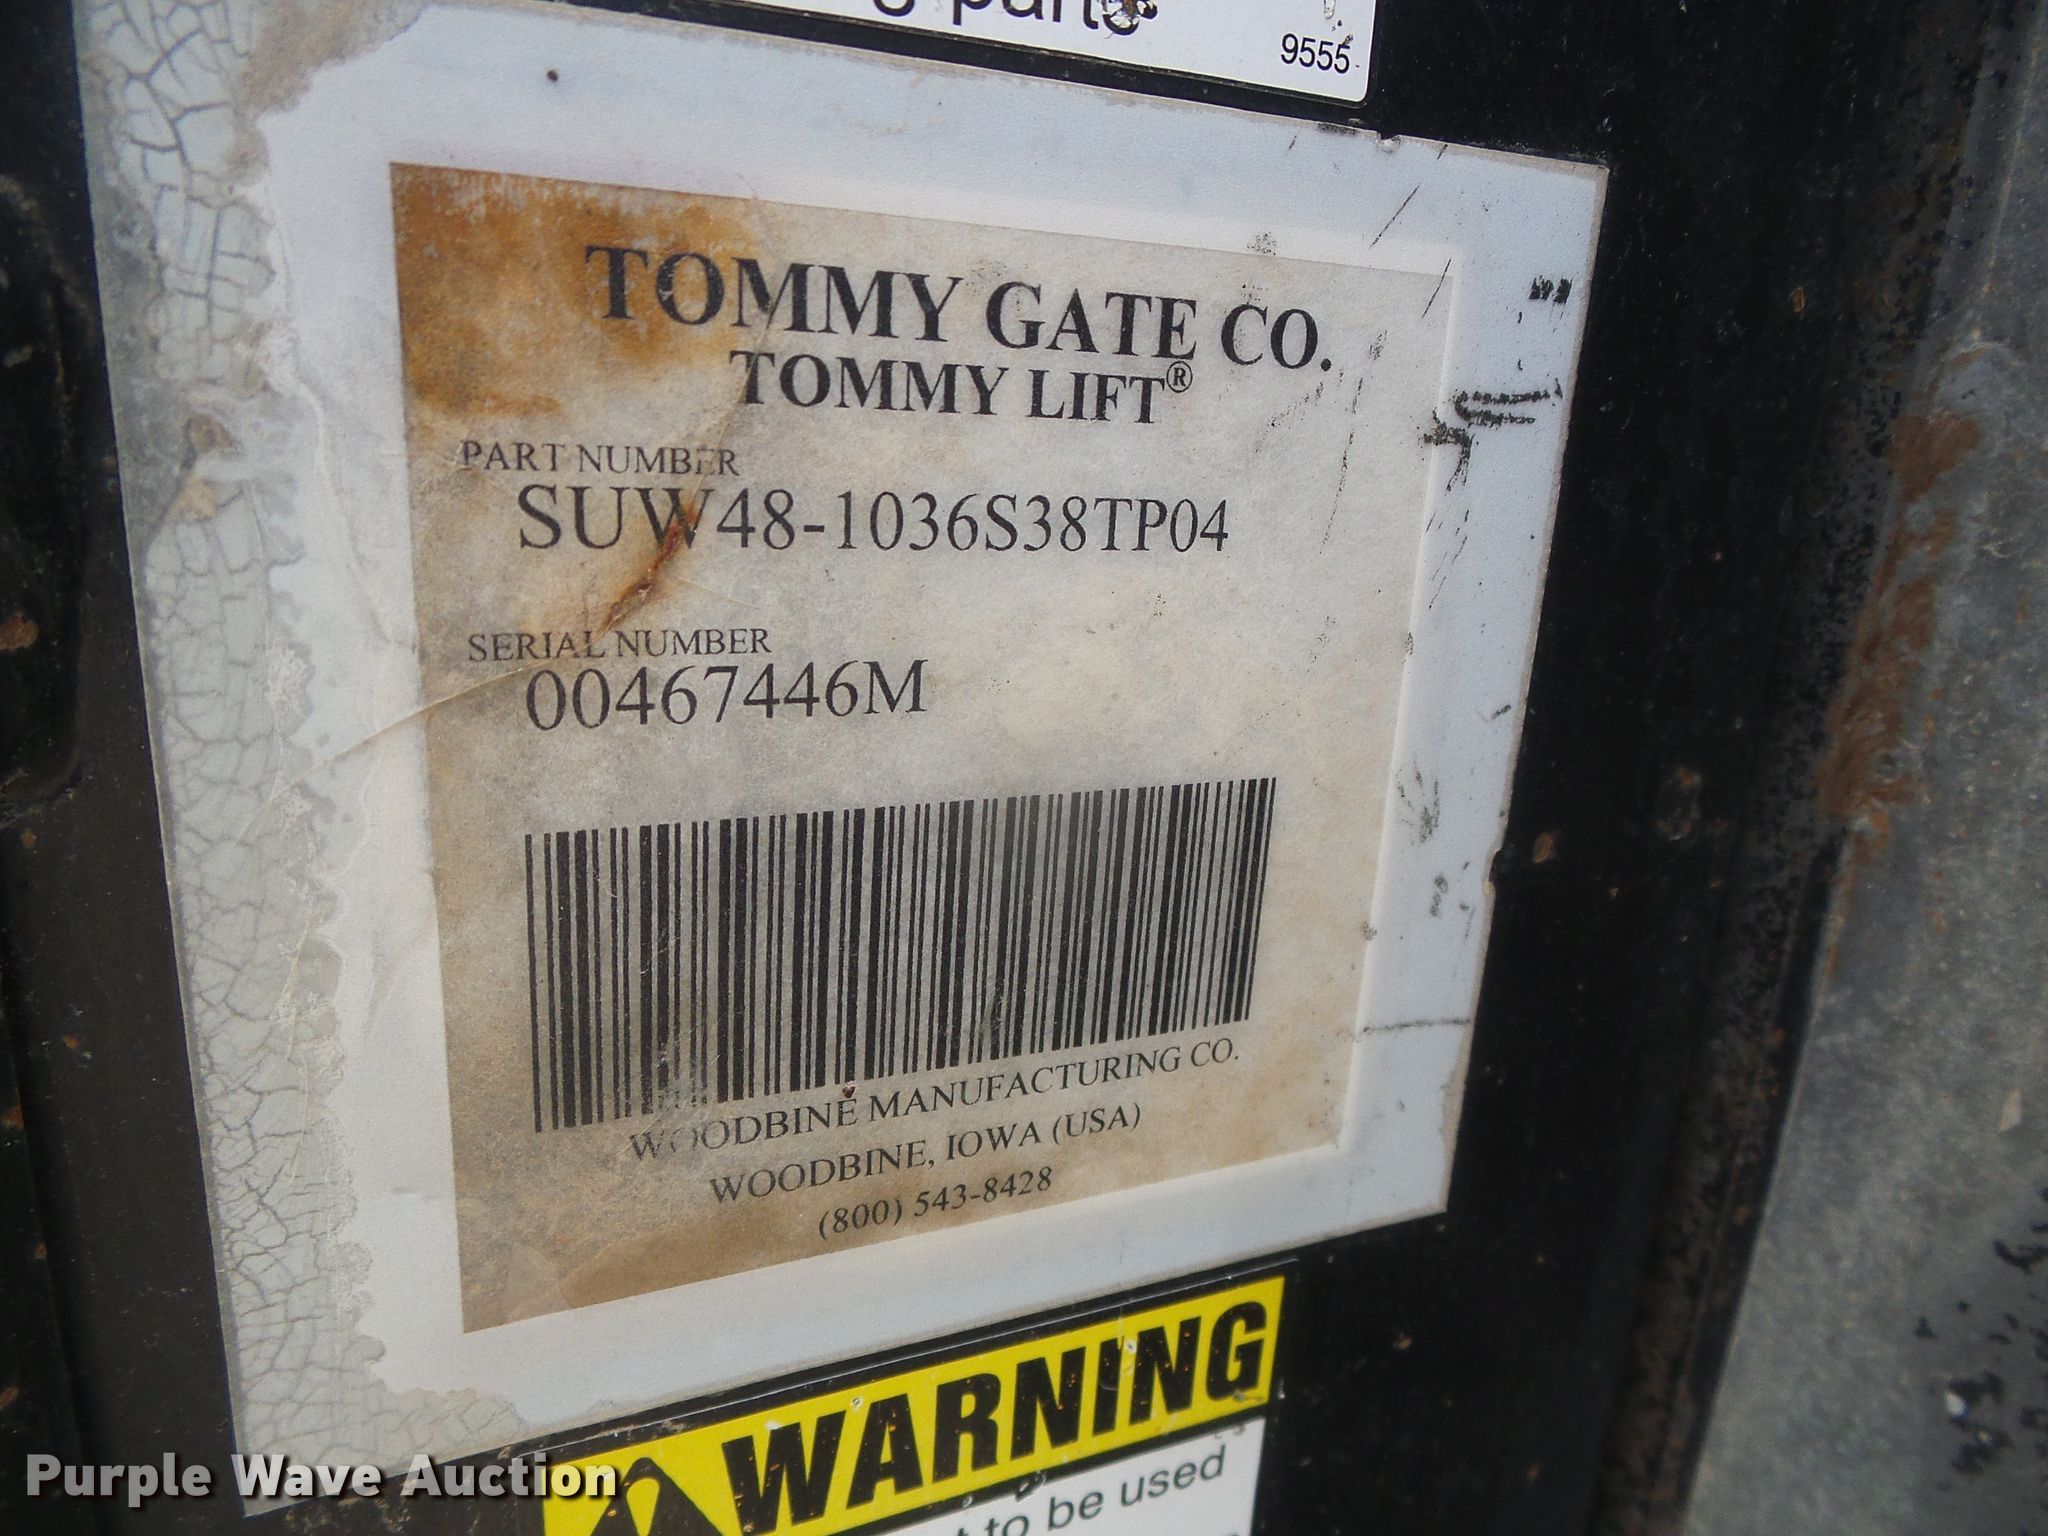 parts
9555
TOMMY GATE CO.
TOMMY LIFT®
PART NUMBER
SUW48-1036S38TP04
SERIAL NUMBER
00467446M
WOODBINE MANUFACTURING CO.
WOODBINE, IOWA (USA)
(800) 543-8428
WARNING
to be used
Purple Wave Auction